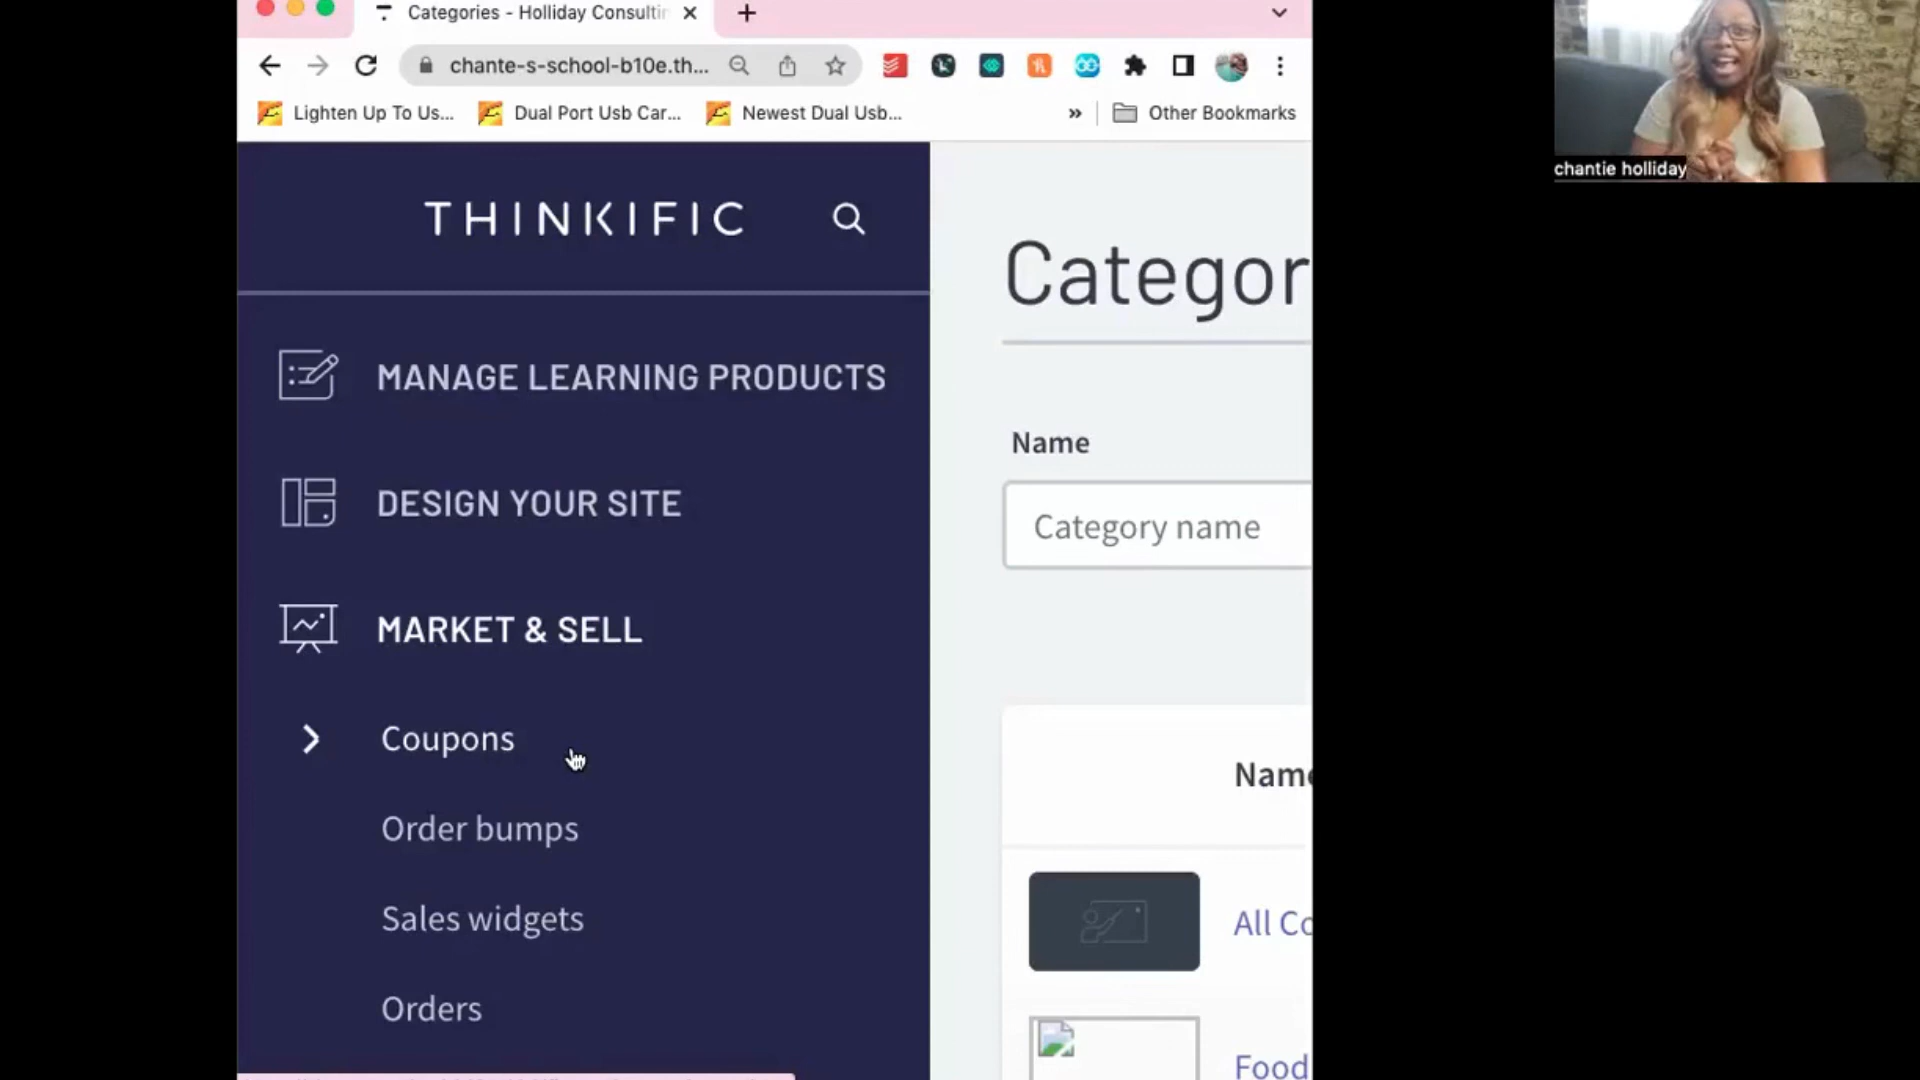 Categories - Holliday Consultin
chante-s-school-b10e.th...
Lighten Up To Us...
Dual Port Usb Car...
Newest Dual Usb...
»
Other Bookmarks
chantie holliday
THINKIFIC
MANAGE LEARNING PRODUCTS
DESIGN YOUR SITE
MARKET & SELL
Coupons
Order bumps
Sales widgets
Orders
Categor
Name
Category name
Name
All Co
Food